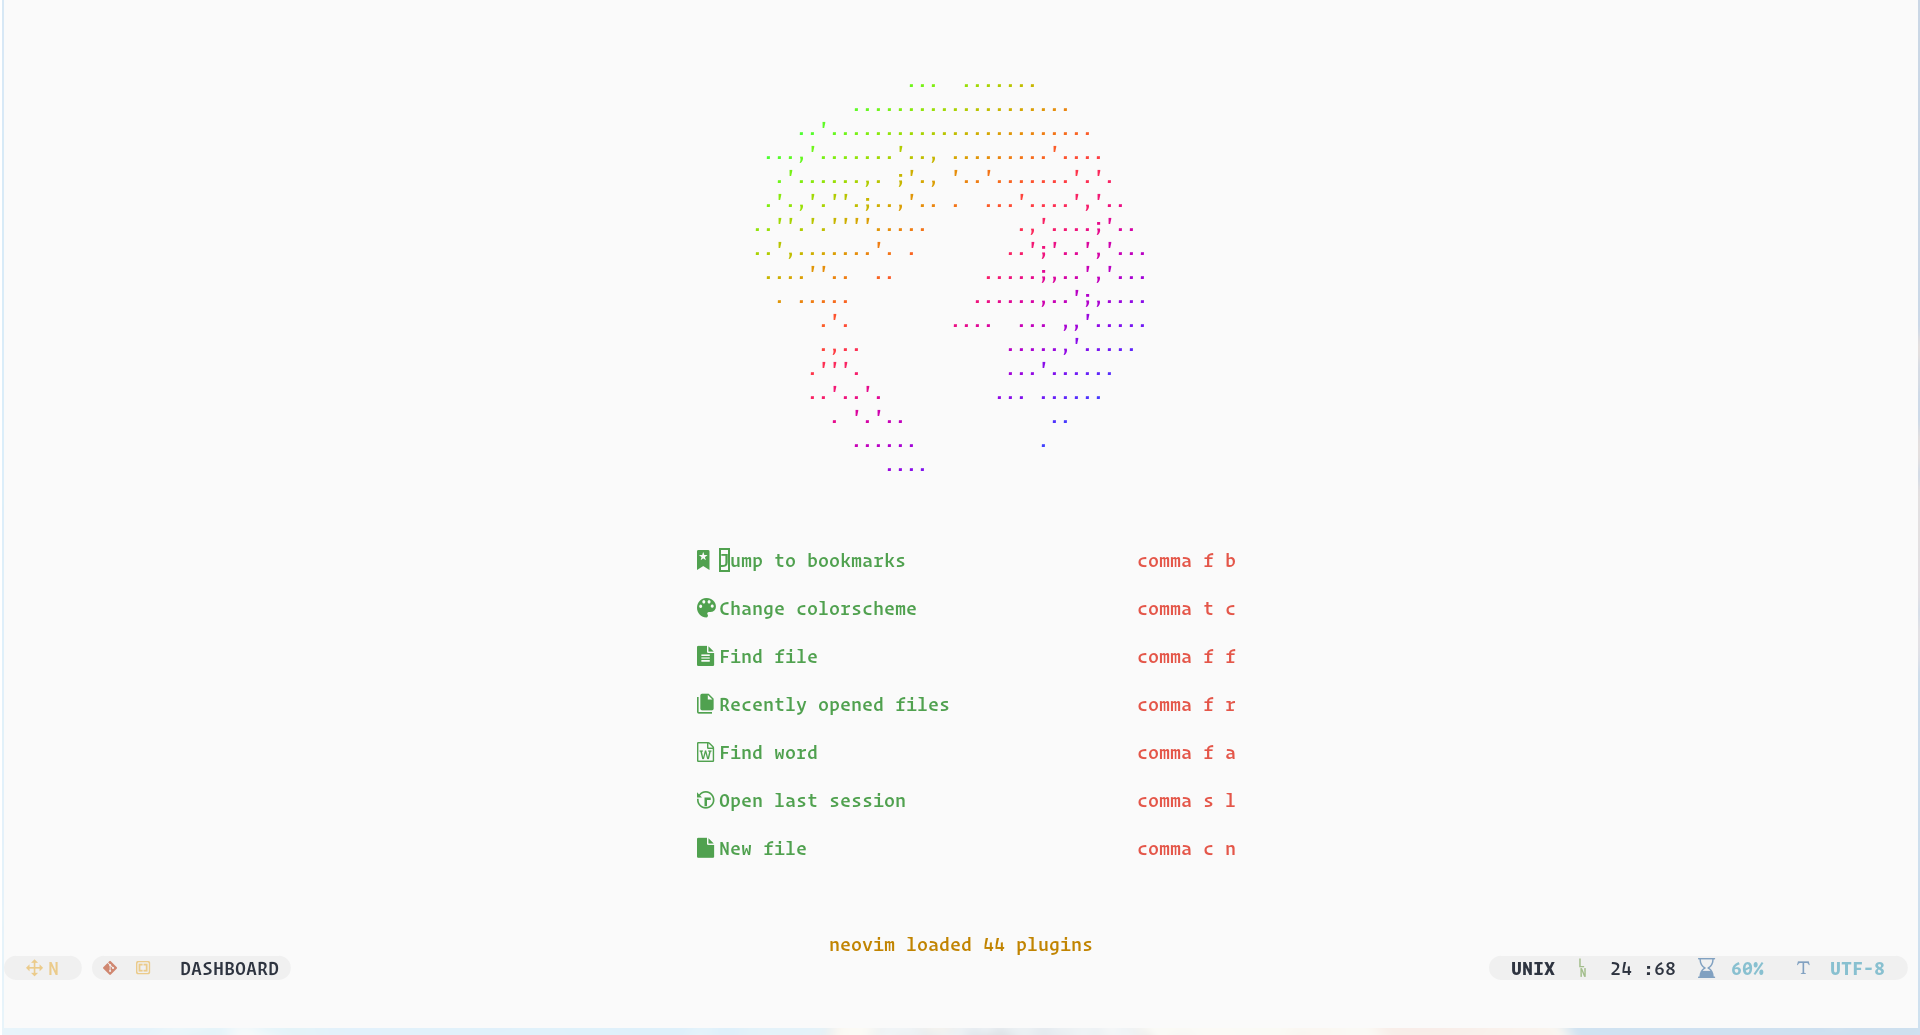 Jump to bookmarks comma f b
Change colorscheme comma t c
Find file comma f f
Recently opened files comma f r
Find word comma f a
Open last session comma s l
New file comma c n
neovim loaded 44 plugins
N DASHBOARD UNIX LN 24 :68 60% T UTF-8